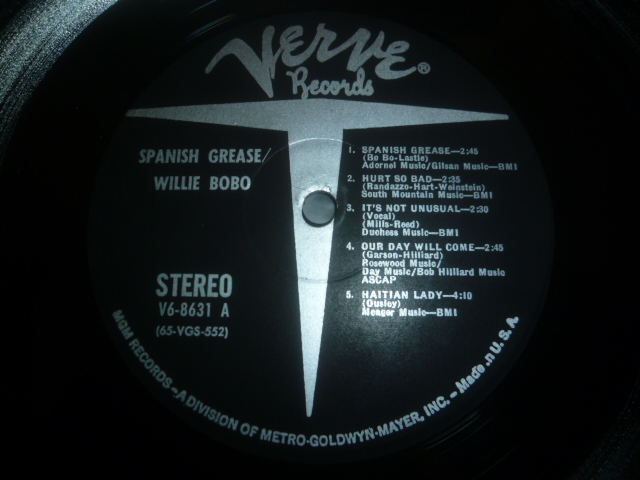 Verve®
Records
SPANISH GREASE/
WILLIE BOBO
STEREO
V6-8631 A
(65-VGS-552)
1. SPANISH GREASE—2:45
(Bo Bo-Lastie)
Adornel Music/Gilsan Music—BMI
2. HURT SO BAD—2:35
(Randazzo-Hart-Weinstein)
South Mountain Music—BMI
3. IT'S NOT UNUSUAL—2:30
(Vocal)
(Mills-Reed)
Duchess Music—BMI
4. OUR DAY WILL COME—2:45
(Garson-Hilliard)
Rosewood Music/
Day Music/Bob Hilliard Music
ASCAP
5. HAITIAN LADY—4:10
(Ousley)
Meager Music—BMI
MGM RECORDS—A DIVISION OF METRO-GOLDWYN-MAYER, INC.—Made in U.S.A.